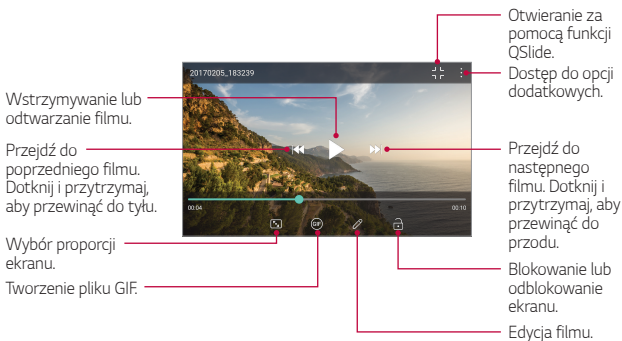 Otwieranie za
pomocą funkcji
QSlide.
Dostęp do opcji
dodatkowych.
20170205_183239
Wstrzymywanie lub
odtwarzanie filmu.
Przejdź do
poprzedniego filmu.
Dotknij i przytrzymaj,
aby przewinąć do tyłu.
Przejdź do
następnego
filmu. Dotknij i
przytrzymaj, aby
przewinąć do
przodu.
00:04
00:10
GIF
Wybór proporcji
ekranu.
Tworzenie pliku GIF.
Blokowanie lub
odblokowanie
ekranu.
Edycja filmu.